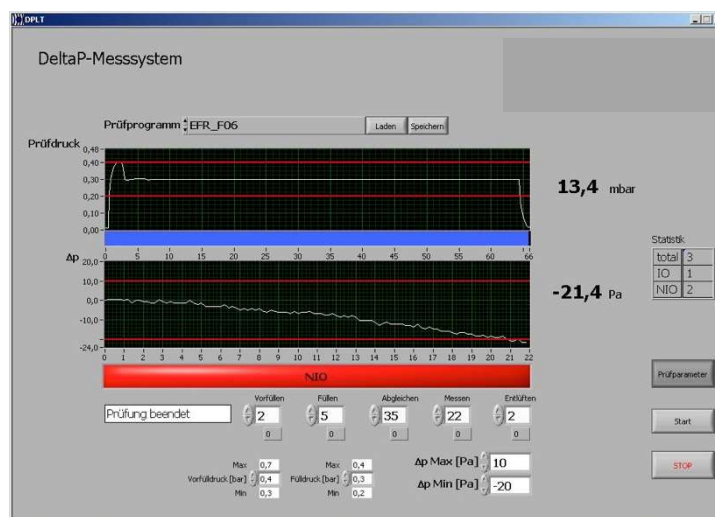 DPLT
DeltaP-Messsystem
Prüfprogramm EFR_F06 Laden Speichern
Prüfdruck
0,48
0,40
0,30
0,20
0,10
0,00
0 5 10 15 20 25 30 35 40 45 50 55 60 66
13,4 mbar
Δp
20,0
10,0
0,0
-10,0
-24,0
0 1 2 3 4 5 6 7 8 9 10 11 12 13 14 15 16 17 18 19 20 21 22
-21,4 Pa
Statistik
total 3
IO 1
NIO 2
NIO
Prüfparameter
Vorfüllen Füllen Abgleichen Messen Entlüften
Prüfung beendet 2 5 35 22 2
0 0 0 0 0
Start
Max 0,7 Max 0,4 Δp Max [Pa] 10
Vorfülldruck [bar] 0,4 Fülldruck [bar] 0,3
Min 0,3 Min 0,2 Δp Min [Pa] -20
STOP